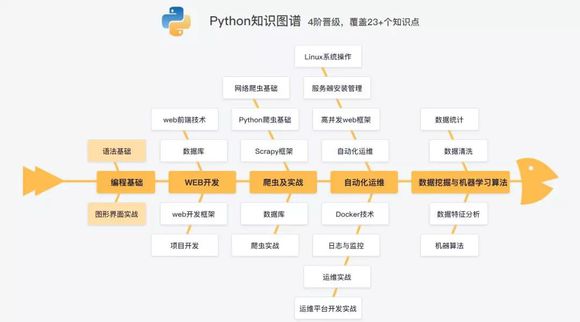 Python知识图谱 4阶晋级，覆盖23+个知识点
Linux系统操作
网络爬虫基础
服务器安装管理
web前端技术
Python爬虫基础
高并发web框架
数据统计
语法基础
数据库
Scrapy框架
自动化运维
数据清洗
编程基础
WEB开发
爬虫及实战
自动化运维
数据挖掘与机器学习算法
图形界面实战
web开发框架
数据库
Docker技术
数据特征分析
项目开发
爬虫实战
日志与监控
机器算法
运维实战
运维平台开发实战